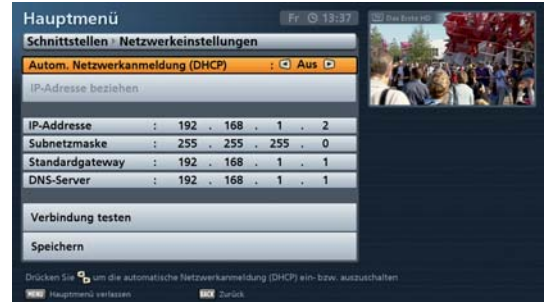 Hauptmenü
Fr 13:37
Das Erste HD
Schnittstellen Netzwerkeinstellungen
Autom. Netzwerkanmeldung (DHCP) : Aus
IP-Adresse beziehen
IP-Addresse : 192 . 168 . 1 . 2
Subnetzmaske : 255 . 255 . 255 . 0
Standardgateway : 192 . 168 . 1 . 1
DNS-Server : 192 . 168 . 1 . 1
Verbindung testen
Speichern
Drücken Sie um die automatische Netzwerkanmeldung (DHCP) ein- bzw. auszuschalten
MENU Hauptmenü verlassen BACK Zurück